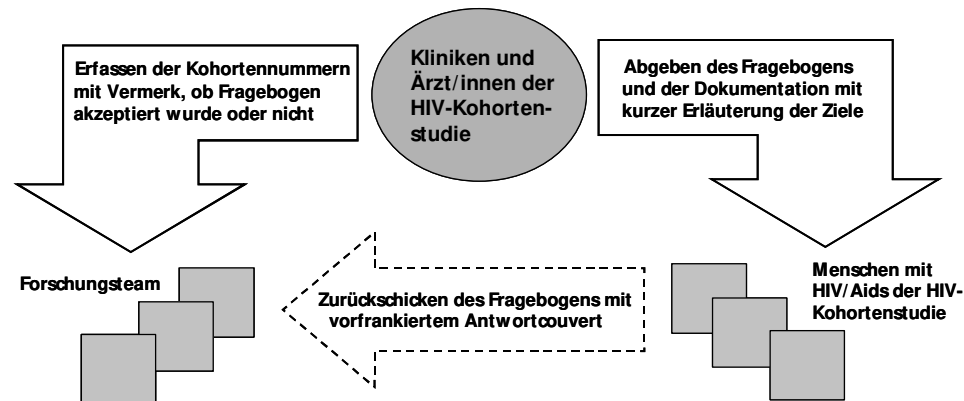 Erfassen der Kohortennummern
mit Vermerk, ob Fragebogen
akzeptiert wurde oder nicht
Kliniken und
Ärzt/innen der
HIV-Kohorten-
studie
Abgeben des Fragebogens
und der Dokumentation mit
kurzer Erläuterung der Ziele
Forschungsteam
Zurückschicken des Fragebogens mit
vorfrankiertem Antwortcouvert
Menschen mit
HIV/Aids der HIV-
Kohortenstudie